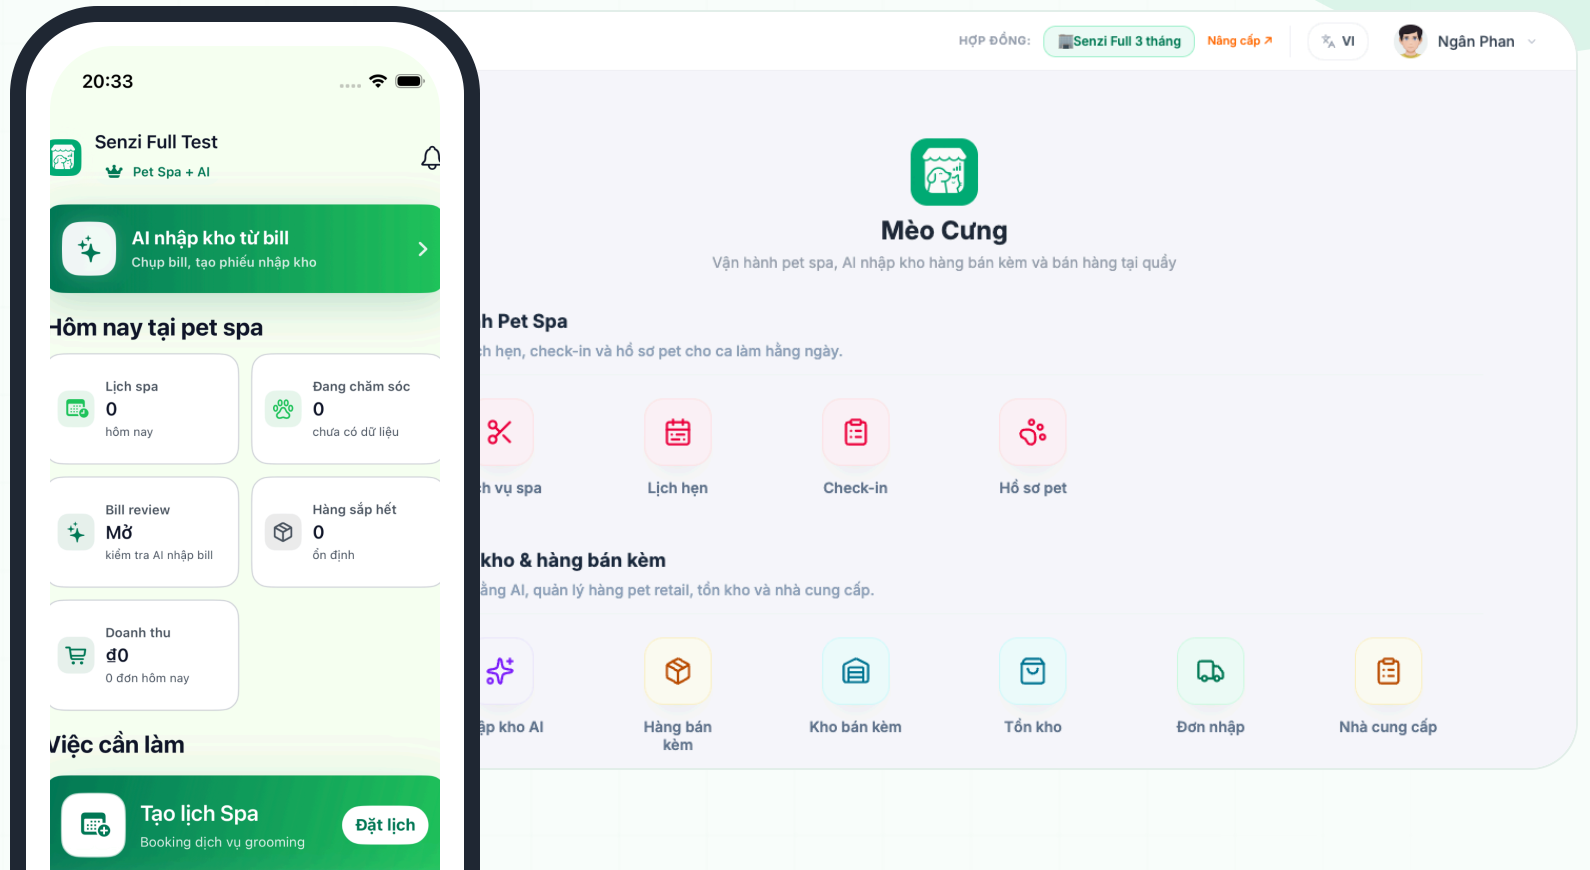 20:33
Senzi Full Test
Pet Spa + AI
AI nhập kho từ bill
Chụp bill, tạo phiếu nhập kho
Hôm nay tại pet spa
Lịch spa
0
hôm nay
Đang chăm sóc
0
chưa có dữ liệu
Bill review
Mở
kiểm tra AI nhập bill
Hàng sắp hết
0
ổn định
Doanh thu
₫0
0 đơn hôm nay
Việc cần làm
Tạo lịch Spa
Booking dịch vụ grooming
Đặt lịch
HỢP ĐỒNG:
Senzi Full 3 tháng
Nâng cấp
VI
Ngân Phan
Mèo Cưng
Vận hành pet spa, AI nhập kho hàng bán kèm và bán hàng tại quầy
h Pet Spa
ch hẹn, check-in và hồ sơ pet cho ca làm hằng ngày.
ch vụ spa
Lịch hẹn
Check-in
Hồ sơ pet
kho & hàng bán kèm
ằng AI, quản lý hàng pet retail, tồn kho và nhà cung cấp.
ập kho AI
Hàng bán
kèm
Kho bán kèm
Tồn kho
Đơn nhập
Nhà cung cấp